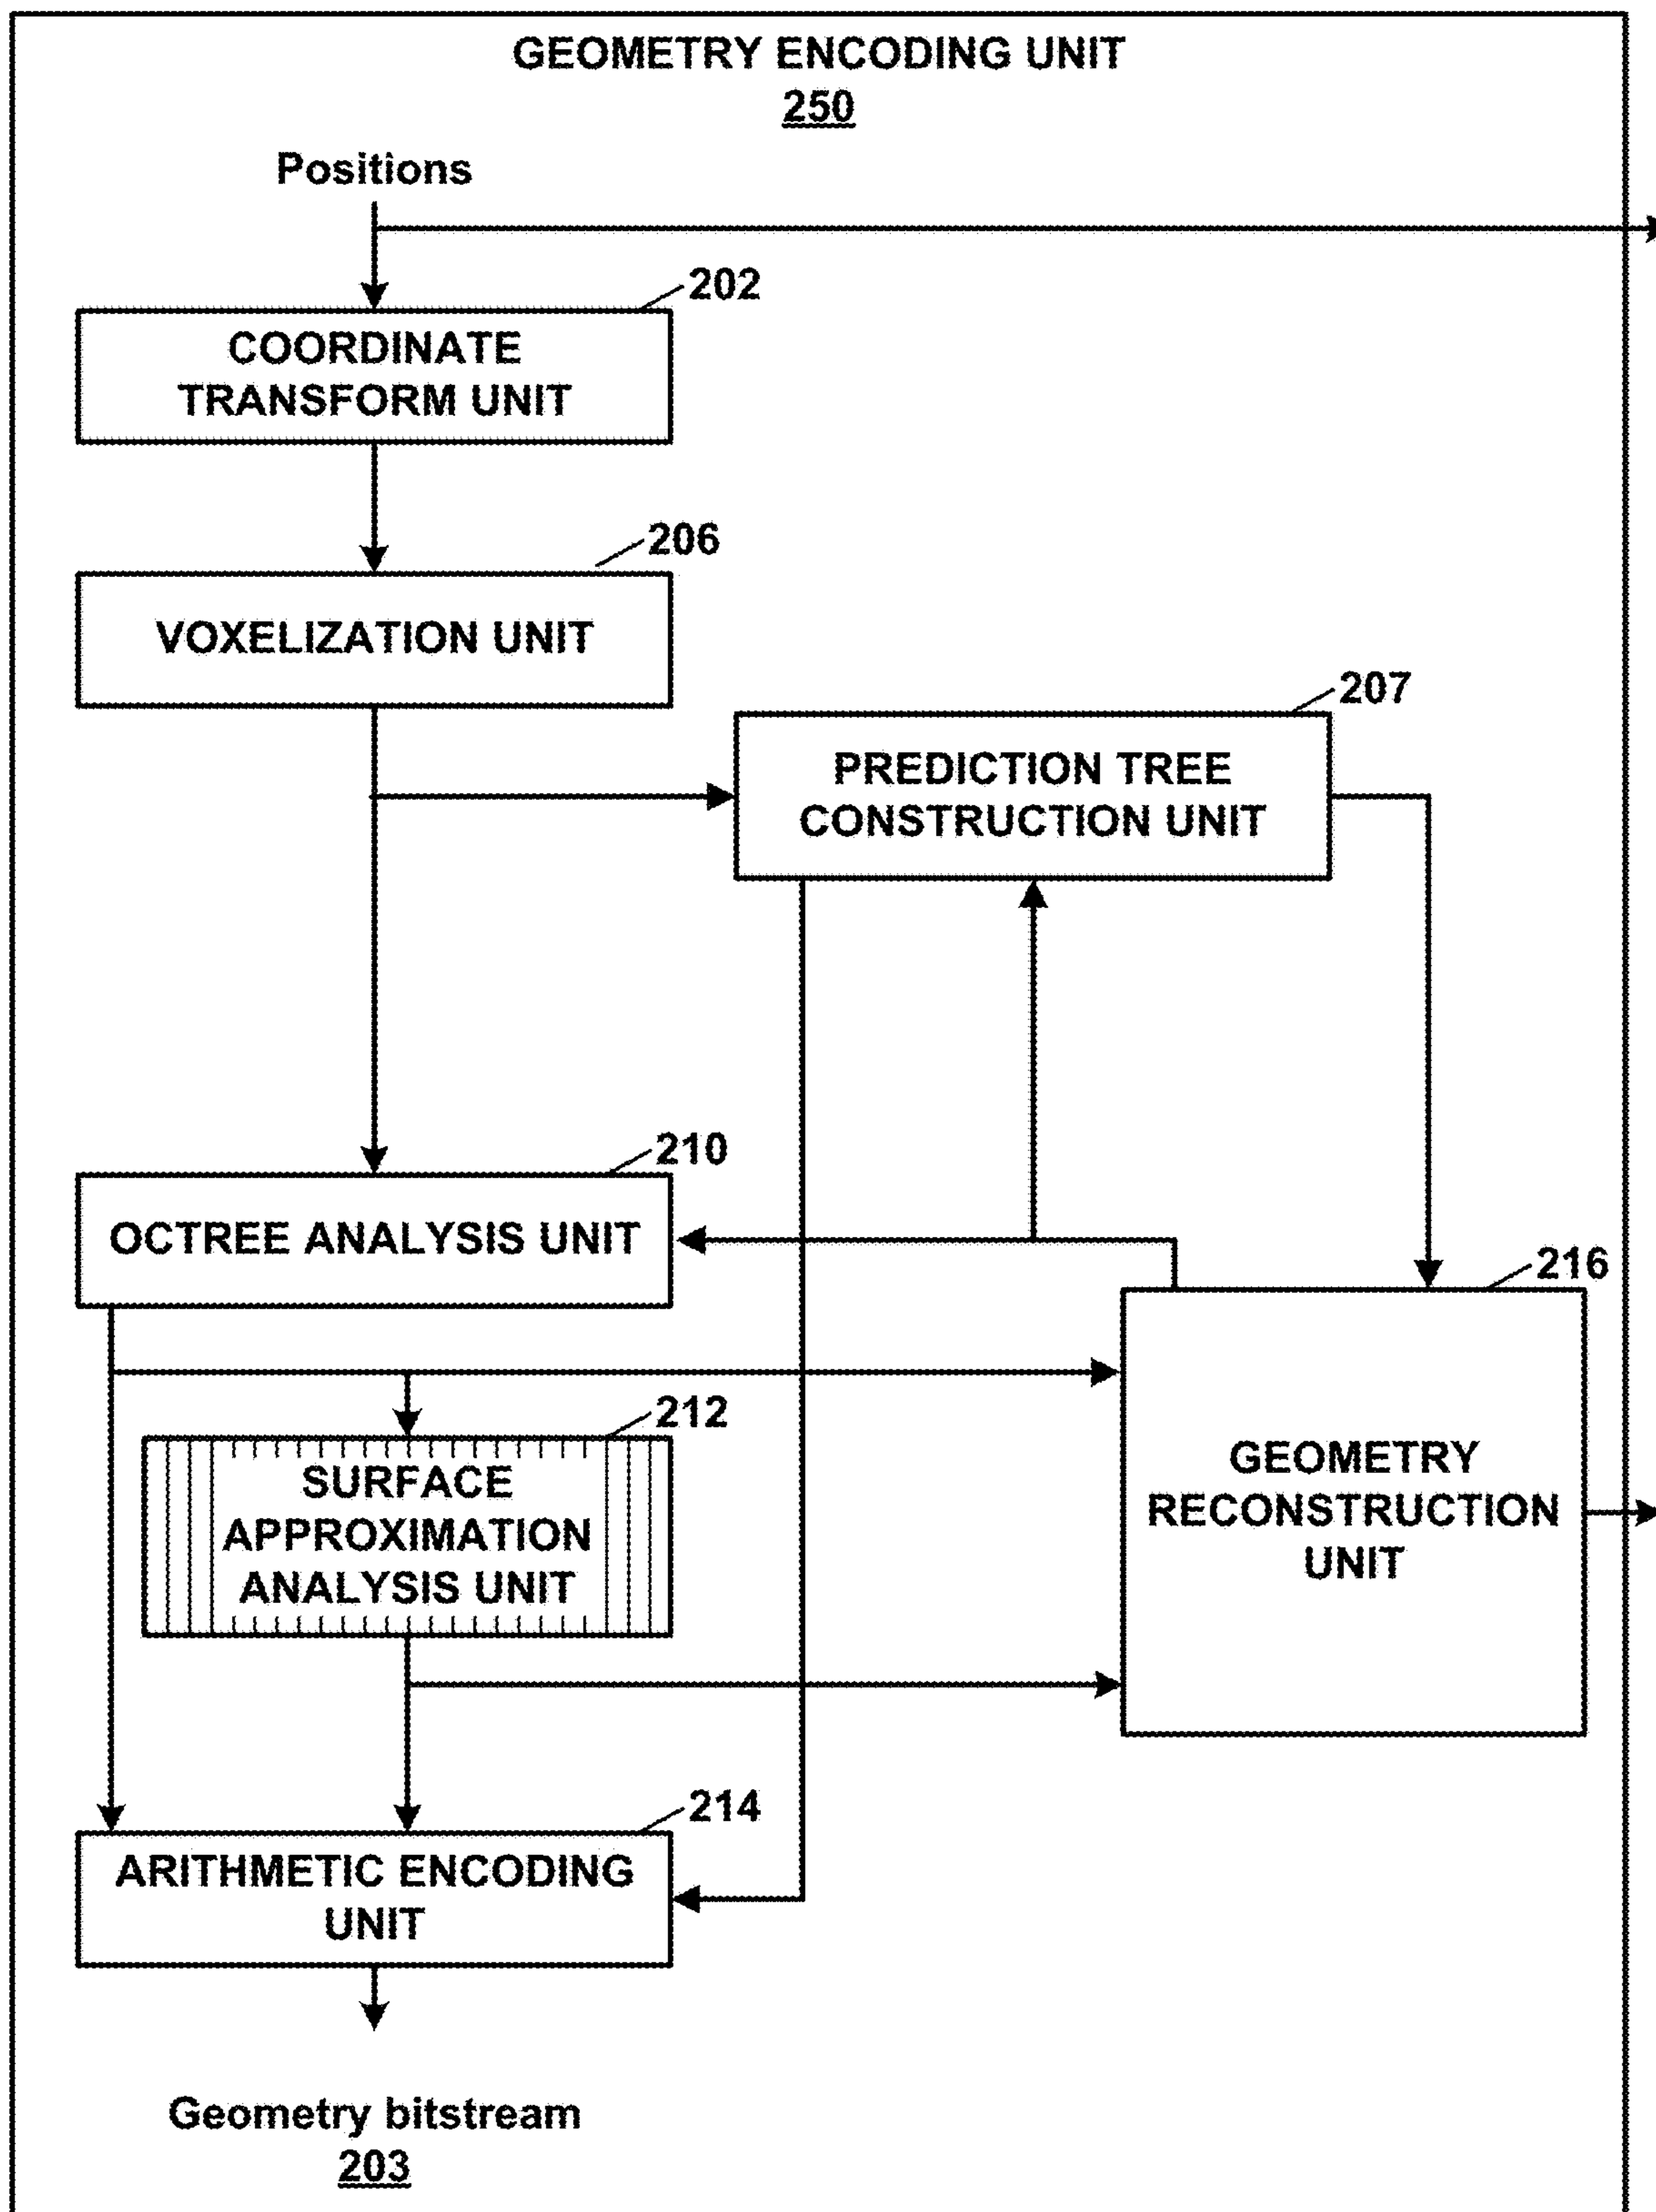 GEOMETRY ENCODING UNIT
250
Positions
202
COORDINATE
TRANSFORM UNIT
206
VOXELIZATION UNIT
207
PREDICTION TREE
CONSTRUCTION UNIT
210
OCTREE ANALYSIS UNIT
216
GEOMETRY
RECONSTRUCTION
UNIT
212
SURFACE
APPROXIMATION
ANALYSIS UNIT
214
ARITHMETIC ENCODING
UNIT
Geometry bitstream
203